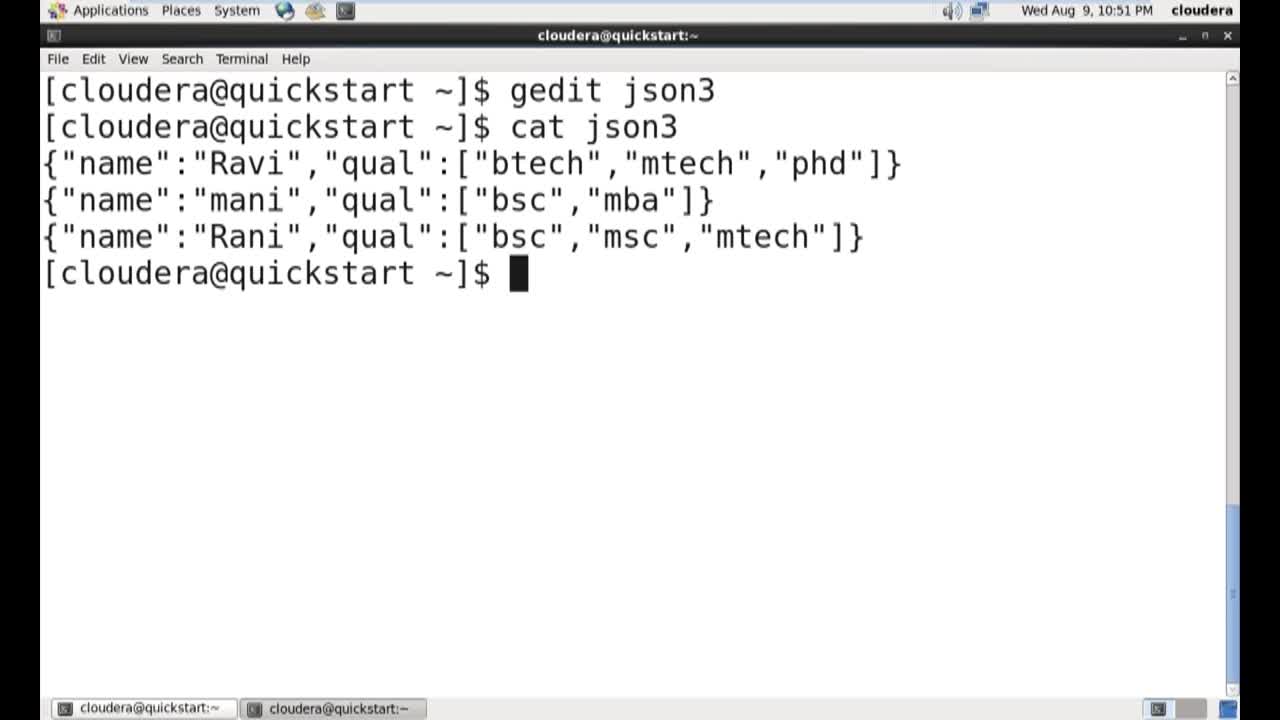 Applications Places System Wed Aug 9, 10:51 PM cloudera
cloudera@quickstart:~
File Edit View Search Terminal Help
[cloudera@quickstart ~]$ gedit json3
[cloudera@quickstart ~]$ cat json3
{"name":"Ravi","qual":["btech","mtech","phd"]}
{"name":"mani","qual":["bsc","mba"]}
{"name":"Rani","qual":["bsc","msc","mtech"]}
[cloudera@quickstart ~]$
cloudera@quickstart:~ cloudera@quickstart:~